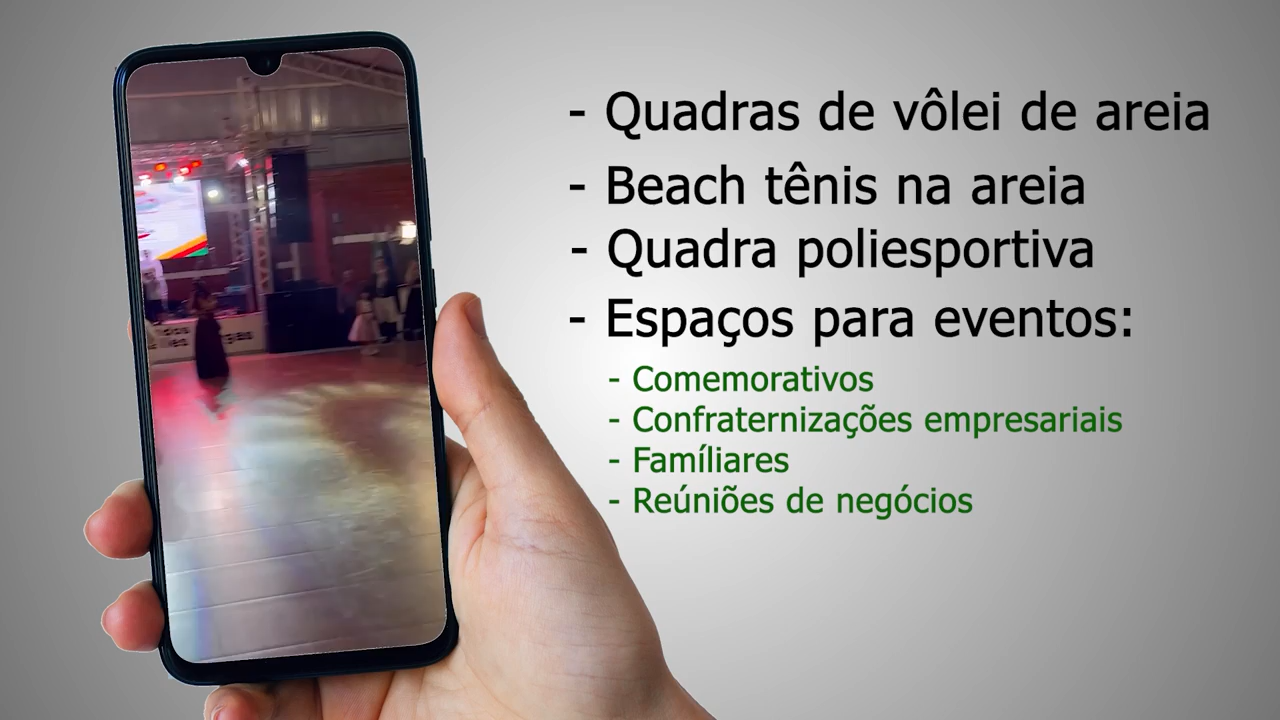 - Quadras de vôlei de areia
- Beach tênis na areia
- Quadra poliesportiva
- Espaços para eventos:
- Comemorativos
- Confraternizações empresariais
- Famíliares
- Reúniões de negócios